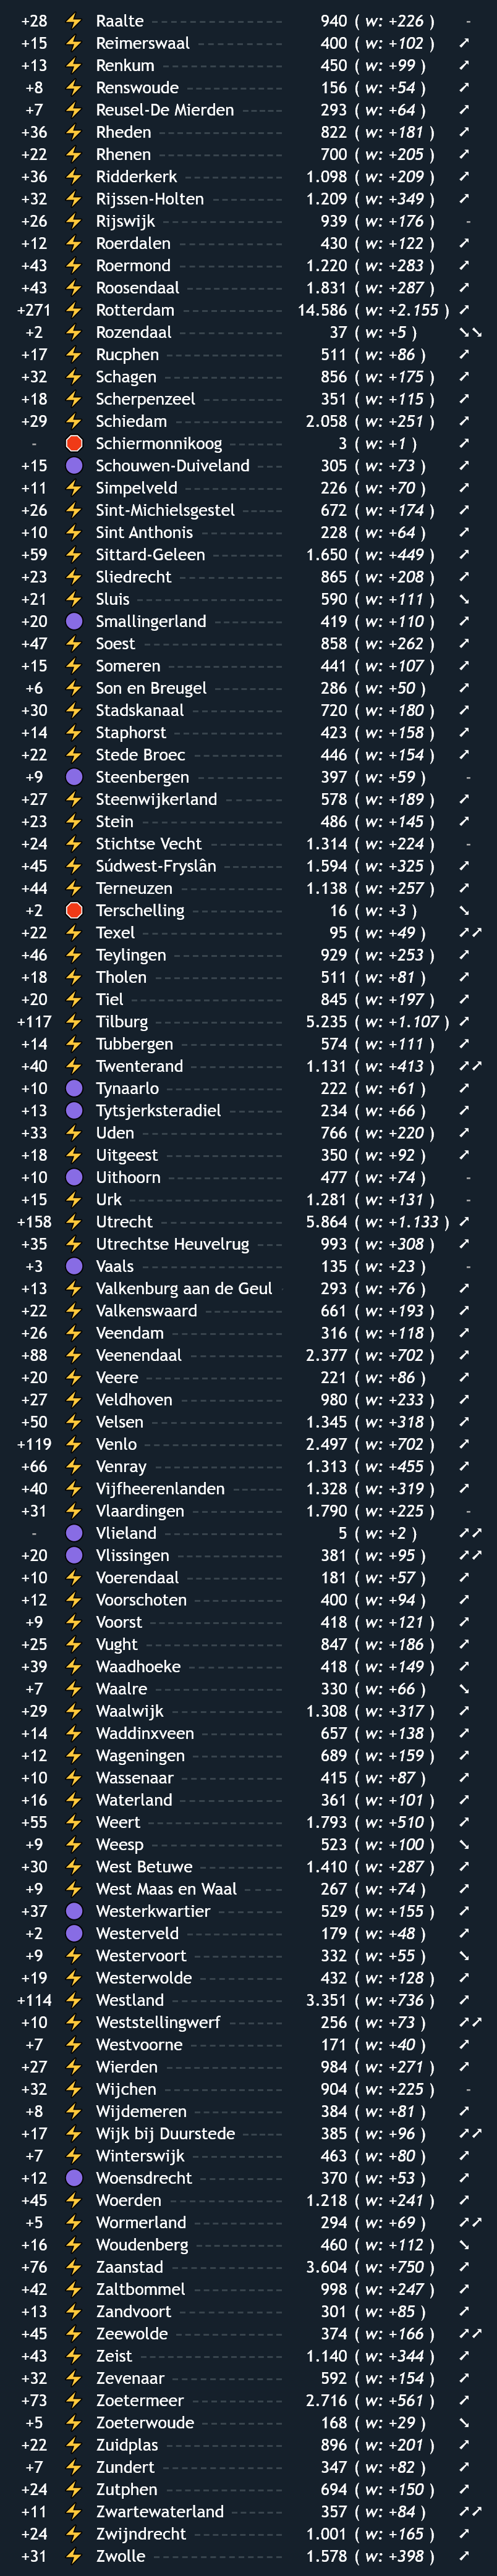 +28 Raalte 940 ( w: +226 ) -
+15 Reimerswaal 400 ( w: +102 )
+13 Renkum 450 ( w: +99 )
+8 Renswoude 156 ( w: +54 )
+7 Reusel-De Mierden 293 ( w: +64 )
+36 Rheden 822 ( w: +181 )
+22 Rhenen 700 ( w: +205 )
+36 Ridderkerk 1.098 ( w: +209 )
+32 Rijssen-Holten 1.209 ( w: +349 )
+26 Rijswijk 939 ( w: +176 ) -
+12 Roerdalen 430 ( w: +122 )
+43 Roermond 1.220 ( w: +283 )
+43 Roosendaal 1.831 ( w: +287 )
+271 Rotterdam 14.586 ( w: +2.155 )
+2 Rozendaal 37 ( w: +5 )
+17 Rucphen 511 ( w: +86 )
+32 Schagen 856 ( w: +175 )
+18 Scherpenzeel 351 ( w: +115 )
+29 Schiedam 2.058 ( w: +251 )
- Schiermonnikoog 3 ( w: +1 )
+15 Schouwen-Duiveland 305 ( w: +73 )
+11 Simpelveld 226 ( w: +70 )
+26 Sint-Michielsgestel 672 ( w: +174 )
+10 Sint Anthonis 228 ( w: +64 )
+59 Sittard-Geleen 1.650 ( w: +449 )
+23 Sliedrecht 865 ( w: +208 )
+21 Sluis 590 ( w: +111 )
+20 Smallingerland 419 ( w: +110 )
+47 Soest 858 ( w: +262 )
+15 Someren 441 ( w: +107 )
+6 Son en Breugel 286 ( w: +50 )
+30 Stadskanaal 720 ( w: +180 )
+14 Staphorst 423 ( w: +158 )
+22 Stede Broec 446 ( w: +154 )
+9 Steenbergen 397 ( w: +59 ) -
+27 Steenwijkerland 578 ( w: +189 )
+23 Stein 486 ( w: +145 )
+24 Stichtse Vecht 1.314 ( w: +224 ) -
+45 Súdwest-Fryslân 1.594 ( w: +325 )
+44 Terneuzen 1.138 ( w: +257 )
+2 Terschelling 16 ( w: +3 )
+22 Texel 95 ( w: +49 )
+46 Teylingen 929 ( w: +253 )
+18 Tholen 511 ( w: +81 )
+20 Tiel 845 ( w: +197 )
+117 Tilburg 5.235 ( w: +1.107 )
+14 Tubbergen 574 ( w: +111 )
+40 Twenterand 1.131 ( w: +413 )
+10 Tynaarlo 222 ( w: +61 )
+13 Tytsjerksteradiel 234 ( w: +66 )
+33 Uden 766 ( w: +220 )
+18 Uitgeest 350 ( w: +92 )
+10 Uithoorn 477 ( w: +74 ) -
+15 Urk 1.281 ( w: +131 ) -
+158 Utrecht 5.864 ( w: +1.133 )
+35 Utrechtse Heuvelrug 993 ( w: +308 )
+3 Vaals 135 ( w: +23 ) -
+13 Valkenburg aan de Geul 293 ( w: +76 )
+22 Valkenswaard 661 ( w: +193 )
+26 Veendam 316 ( w: +118 )
+88 Veenendaal 2.377 ( w: +702 )
+20 Veere 221 ( w: +86 )
+27 Veldhoven 980 ( w: +233 )
+50 Velsen 1.345 ( w: +318 )
+119 Venlo 2.497 ( w: +702 )
+66 Venray 1.313 ( w: +455 )
+40 Vijfheerenlanden 1.328 ( w: +319 )
+31 Vlaardingen 1.790 ( w: +225 ) -
- Vlieland 5 ( w: +2 )
+20 Vlissingen 381 ( w: +95 )
+10 Voerendaal 181 ( w: +57 )
+12 Voorschoten 400 ( w: +94 )
+9 Voorst 418 ( w: +121 )
+25 Vught 847 ( w: +186 )
+39 Waadhoeke 418 ( w: +149 )
+7 Waalre 330 ( w: +66 )
+29 Waalwijk 1.308 ( w: +317 )
+14 Waddinxveen 657 ( w: +138 )
+12 Wageningen 689 ( w: +159 )
+10 Wassenaar 415 ( w: +87 )
+16 Waterland 361 ( w: +101 )
+55 Weert 1.793 ( w: +510 )
+9 Weesp 523 ( w: +100 )
+30 West Betuwe 1.410 ( w: +287 )
+9 West Maas en Waal 267 ( w: +74 )
+37 Westerkwartier 529 ( w: +155 )
+2 Westerveld 179 ( w: +48 )
+9 Westervoort 332 ( w: +55 )
+19 Westerwolde 432 ( w: +128 )
+114 Westland 3.351 ( w: +736 )
+10 Weststellingwerf 256 ( w: +73 )
+7 Westvoorne 171 ( w: +40 )
+27 Wierden 984 ( w: +271 )
+32 Wijchen 904 ( w: +225 ) -
+8 Wijdemeren 384 ( w: +81 )
+17 Wijk bij Duurstede 385 ( w: +96 )
+7 Winterswijk 463 ( w: +80 )
+12 Woensdrecht 370 ( w: +53 )
+45 Woerden 1.218 ( w: +241 )
+5 Wormerland 294 ( w: +69 )
+16 Woudenberg 460 ( w: +112 )
+76 Zaanstad 3.604 ( w: +750 )
+42 Zaltbommel 998 ( w: +247 )
+13 Zandvoort 301 ( w: +85 )
+45 Zeewolde 374 ( w: +166 )
+43 Zeist 1.140 ( w: +344 )
+32 Zevenaar 592 ( w: +154 )
+73 Zoetermeer 2.716 ( w: +561 )
+5 Zoeterwoude 168 ( w: +29 )
+22 Zuidplas 896 ( w: +201 )
+7 Zundert 347 ( w: +82 )
+24 Zutphen 694 ( w: +150 )
+11 Zwartewaterland 357 ( w: +84 )
+24 Zwijndrecht 1.001 ( w: +165 )
+31 Zwolle 1.578 ( w: +398 )